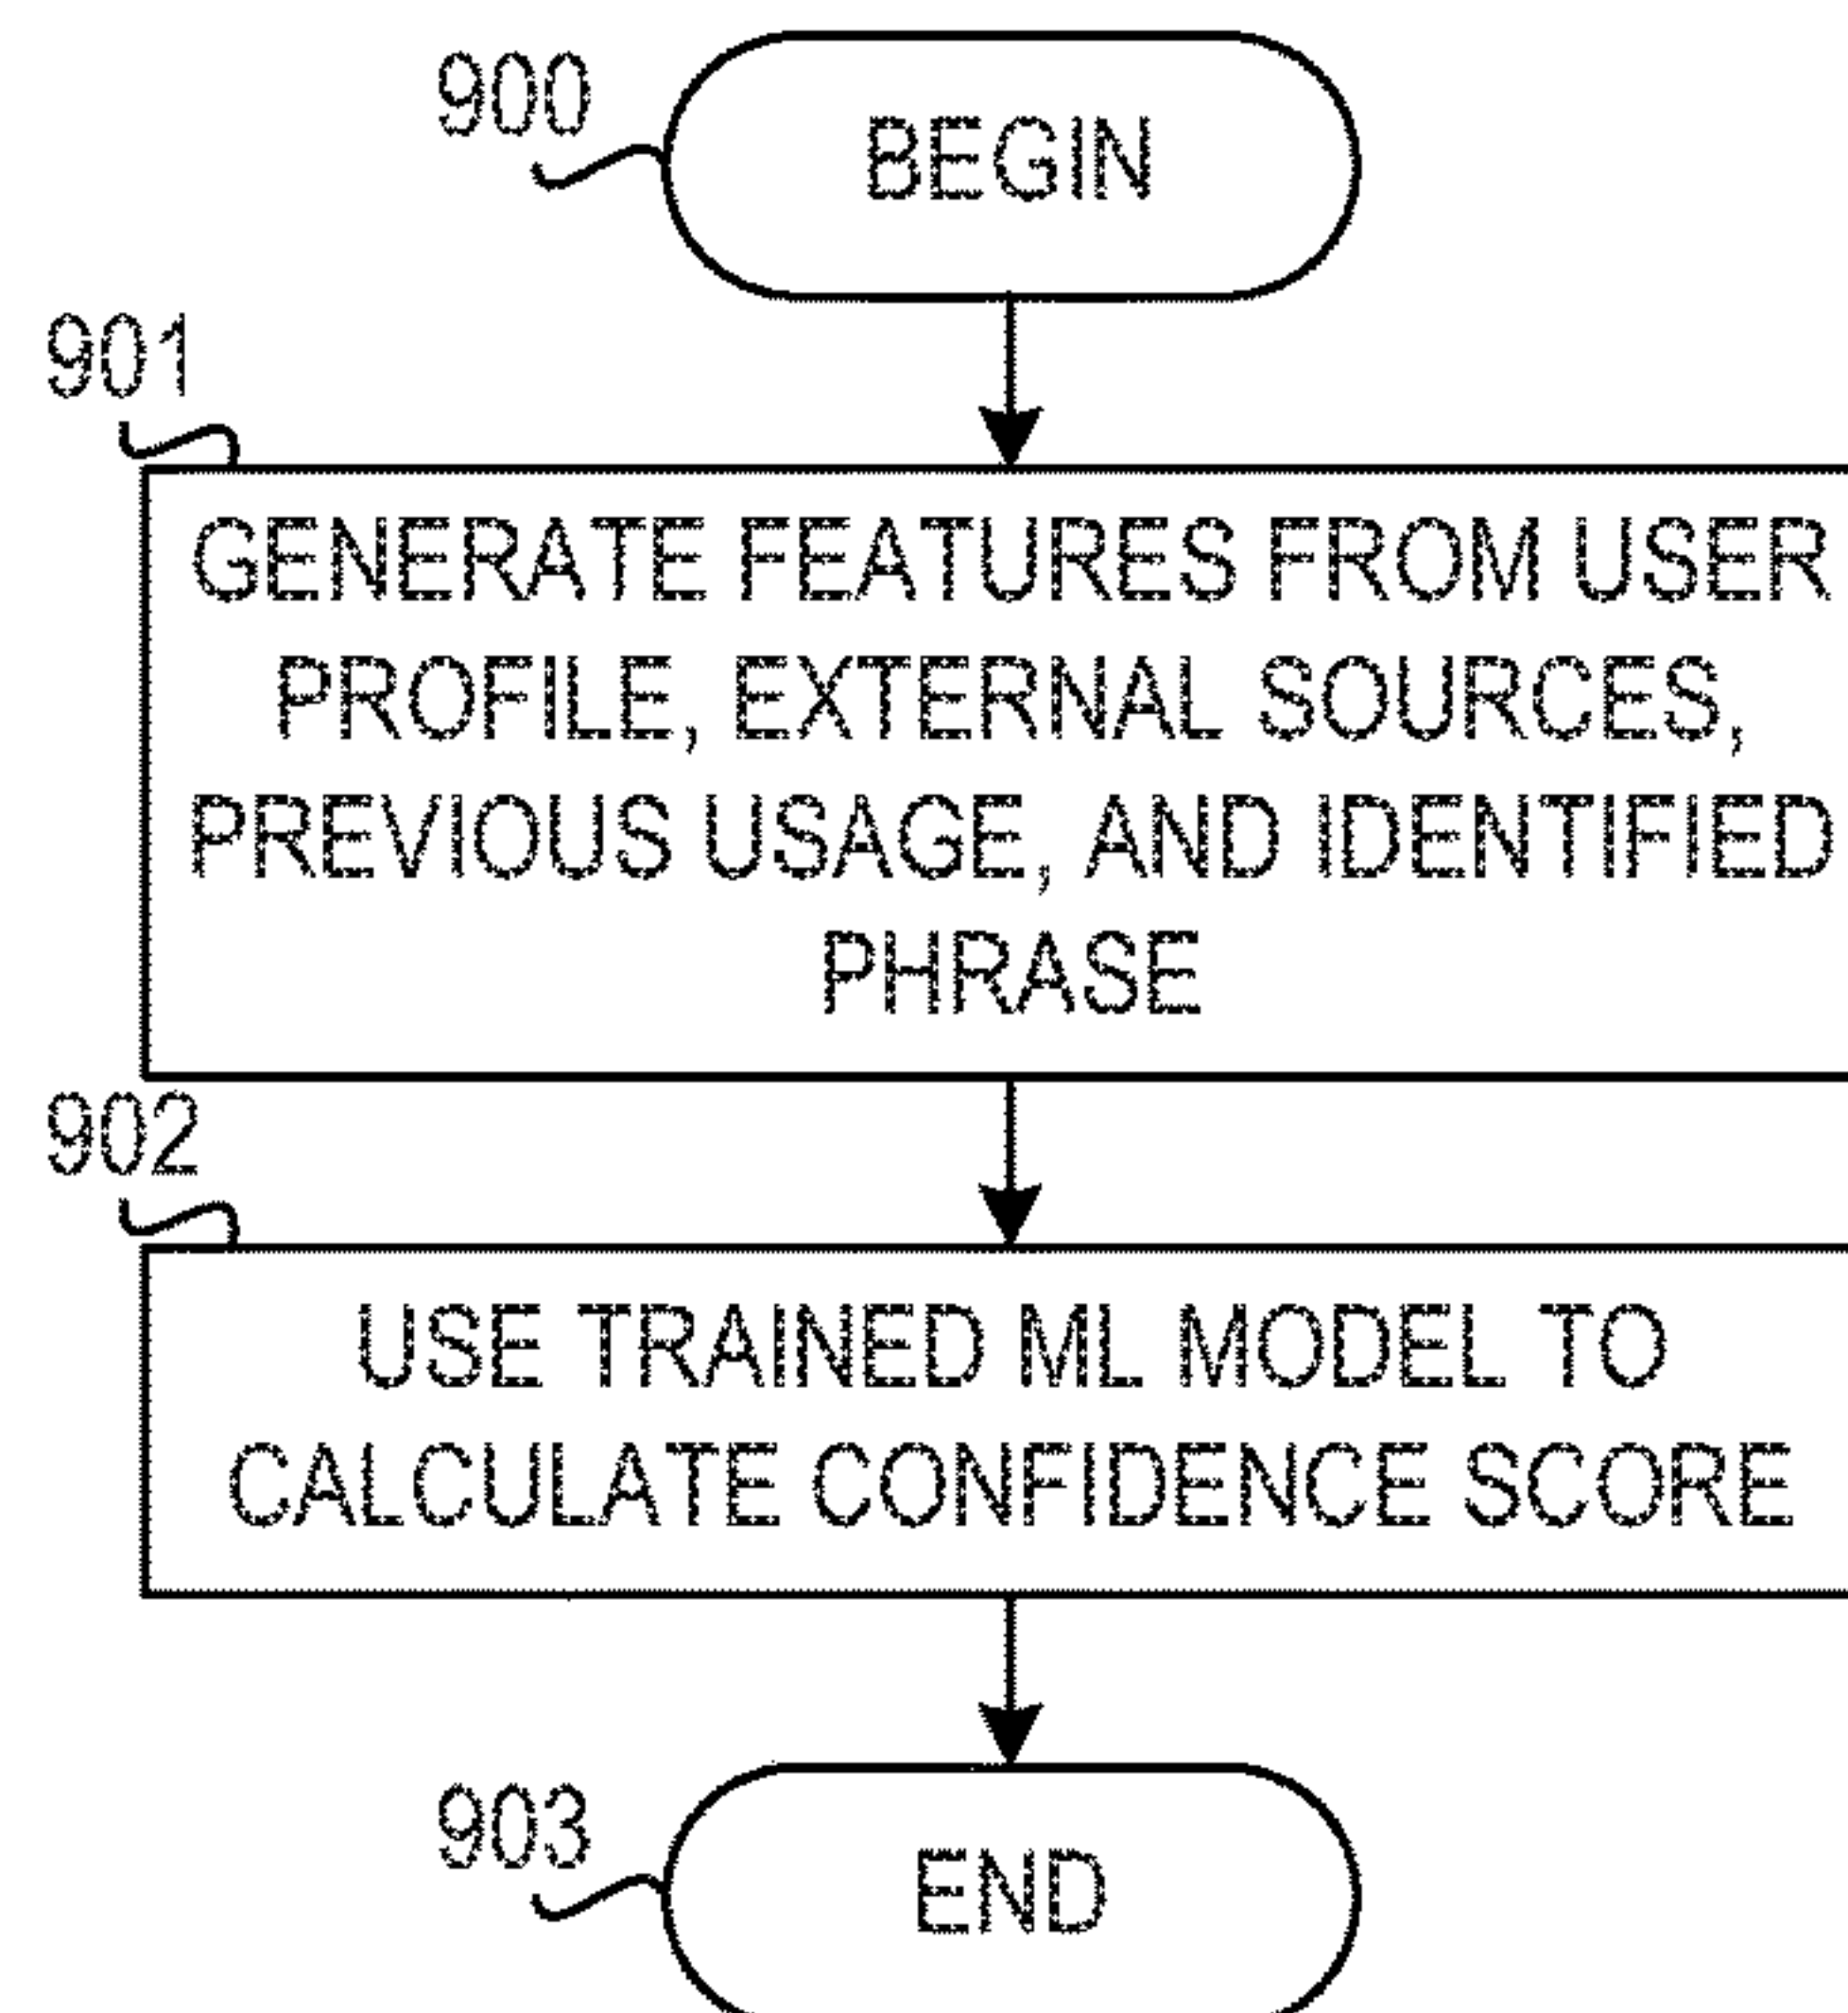 900
BEGIN
901
GENERATE FEATURES FROM USER
PROFILE, EXTERNAL SOURCES,
PREVIOUS USAGE, AND IDENTIFIED
PHRASE
902
USE TRAINED ML MODEL TO
CALCULATE CONFIDENCE SCORE
903
END